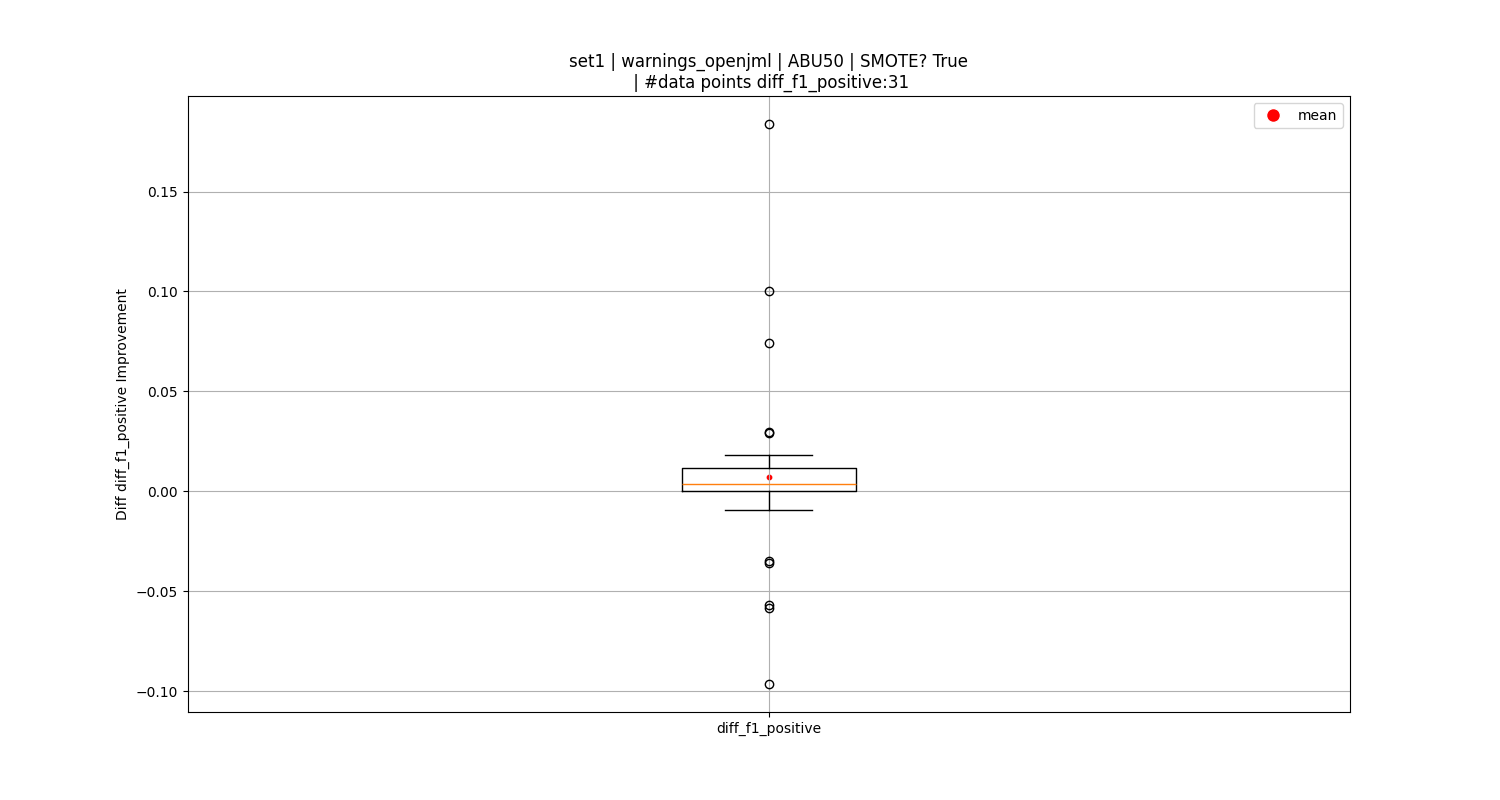 set1 | warnings_openjml | ABU50 | SMOTE? True
| #data points diff_f1_positive:31
mean
0.15
0.10
0.05
0.00
−0.05
−0.10
Diff diff_f1_positive Improvement
diff_f1_positive